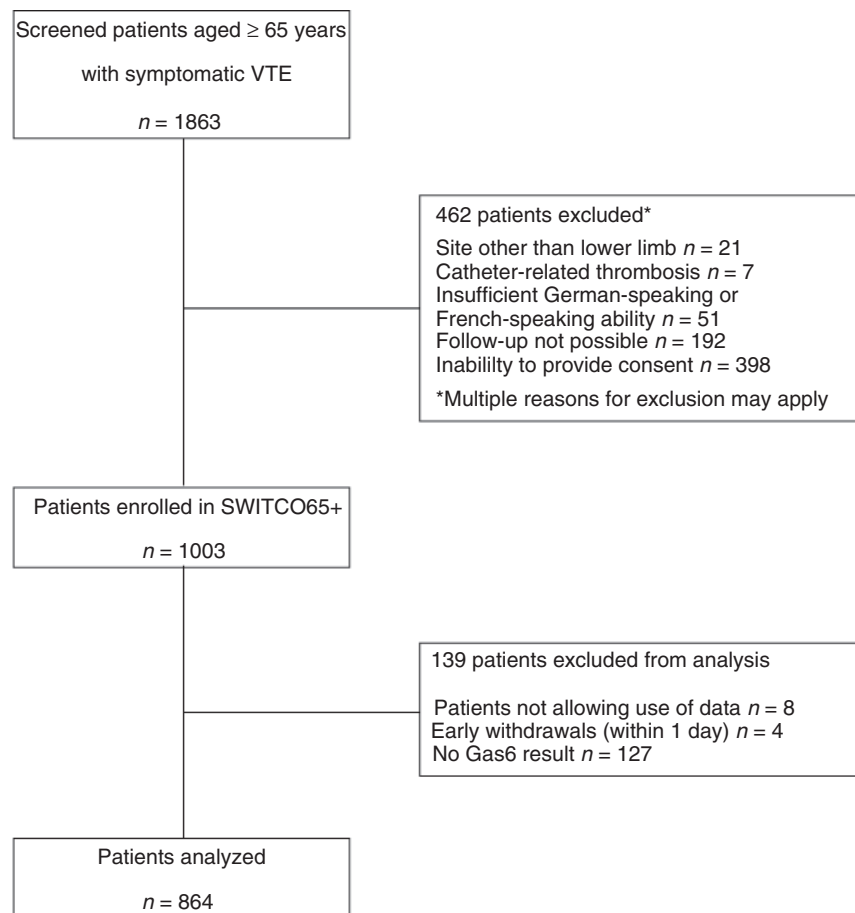 Screened patients aged ≥ 65 years
with symptomatic VTE
n = 1863
462 patients excluded*
Site other than lower limb n = 21
Catheter-related thrombosis n = 7
Insufficient German-speaking or
French-speaking ability n = 51
Follow-up not possible n = 192
Inabililty to provide consent n = 398
*Multiple reasons for exclusion may apply
Patients enrolled in SWITCO65+
n = 1003
139 patients excluded from analysis
Patients not allowing use of data n = 8
Early withdrawals (within 1 day) n = 4
No Gas6 result n = 127
Patients analyzed
n = 864